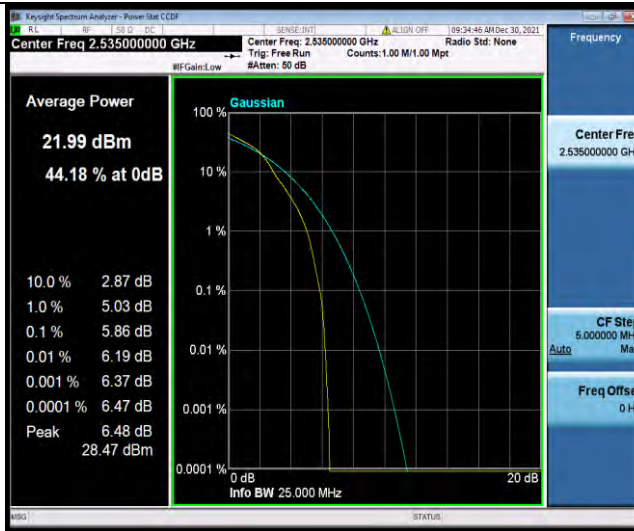 Keysight Spectrum Analyzer - Power Stat CCDF
RL RF 50 Ω DC SENSE:INT ALIGN OFF 09:34:46 AM Dec 30, 2021
Center Freq 2.535000000 GHz
Center Freq: 2.535000000 GHz Radio Std: None
Trig: Free Run Counts:1.00 M/1.00 Mpt
#IFGain:Low #Atten: 50 dB
Frequency
Average Power
21.99 dBm
44.18 % at 0dB
10.0 % 2.87 dB
1.0 % 5.03 dB
0.1 % 5.86 dB
0.01 % 6.19 dB
0.001 % 6.37 dB
0.0001 % 6.47 dB
Peak 6.48 dB
28.47 dBm
Gaussian
100 %
10 %
1 %
0.1 %
0.01 %
0.001 %
0.0001 %
0 dB 20 dB
Info BW 25.000 MHz
Center Fre
2.535000000 GH
CF Ste
5.000000 MH
Auto Ma
Freq Offse
0 H
MSG STATUS